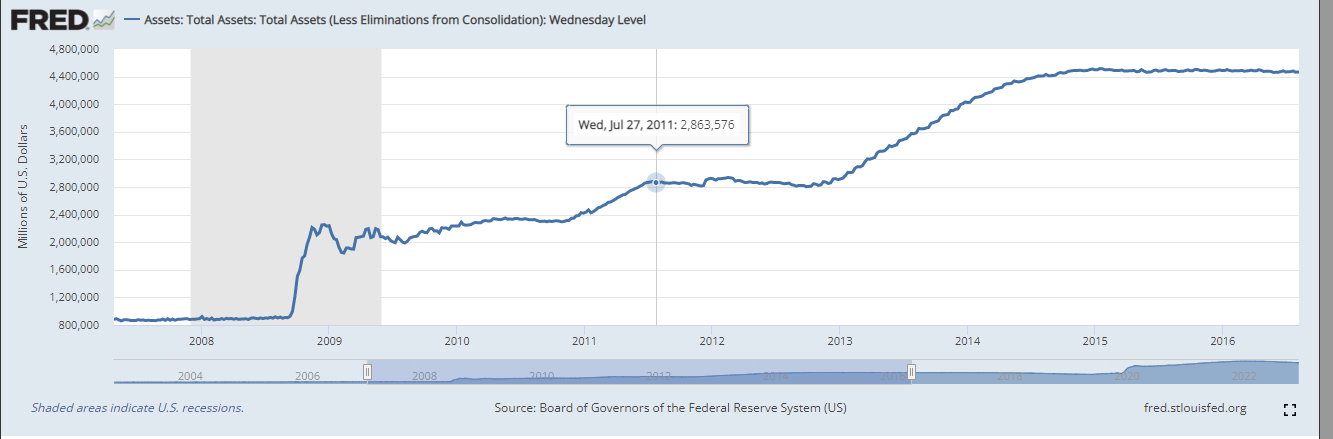 FRED
Assets: Total Assets: Total Assets (Less Eliminations from Consolidation): Wednesday Level
Millions of U.S. Dollars
4,800,000
4,400,000
4,000,000
3,600,000
3,200,000
2,800,000
2,400,000
2,000,000
1,600,000
1,200,000
800,000
Wed, Jul 27, 2011: 2,863,576
2008 2009 2010 2011 2012 2013 2014 2015 2016
2004 2006 2008 2010 2012 2014 2016 2018 2020 2022
Shaded areas indicate U.S. recessions. Source: Board of Governors of the Federal Reserve System (US) fred.stlouisfed.org